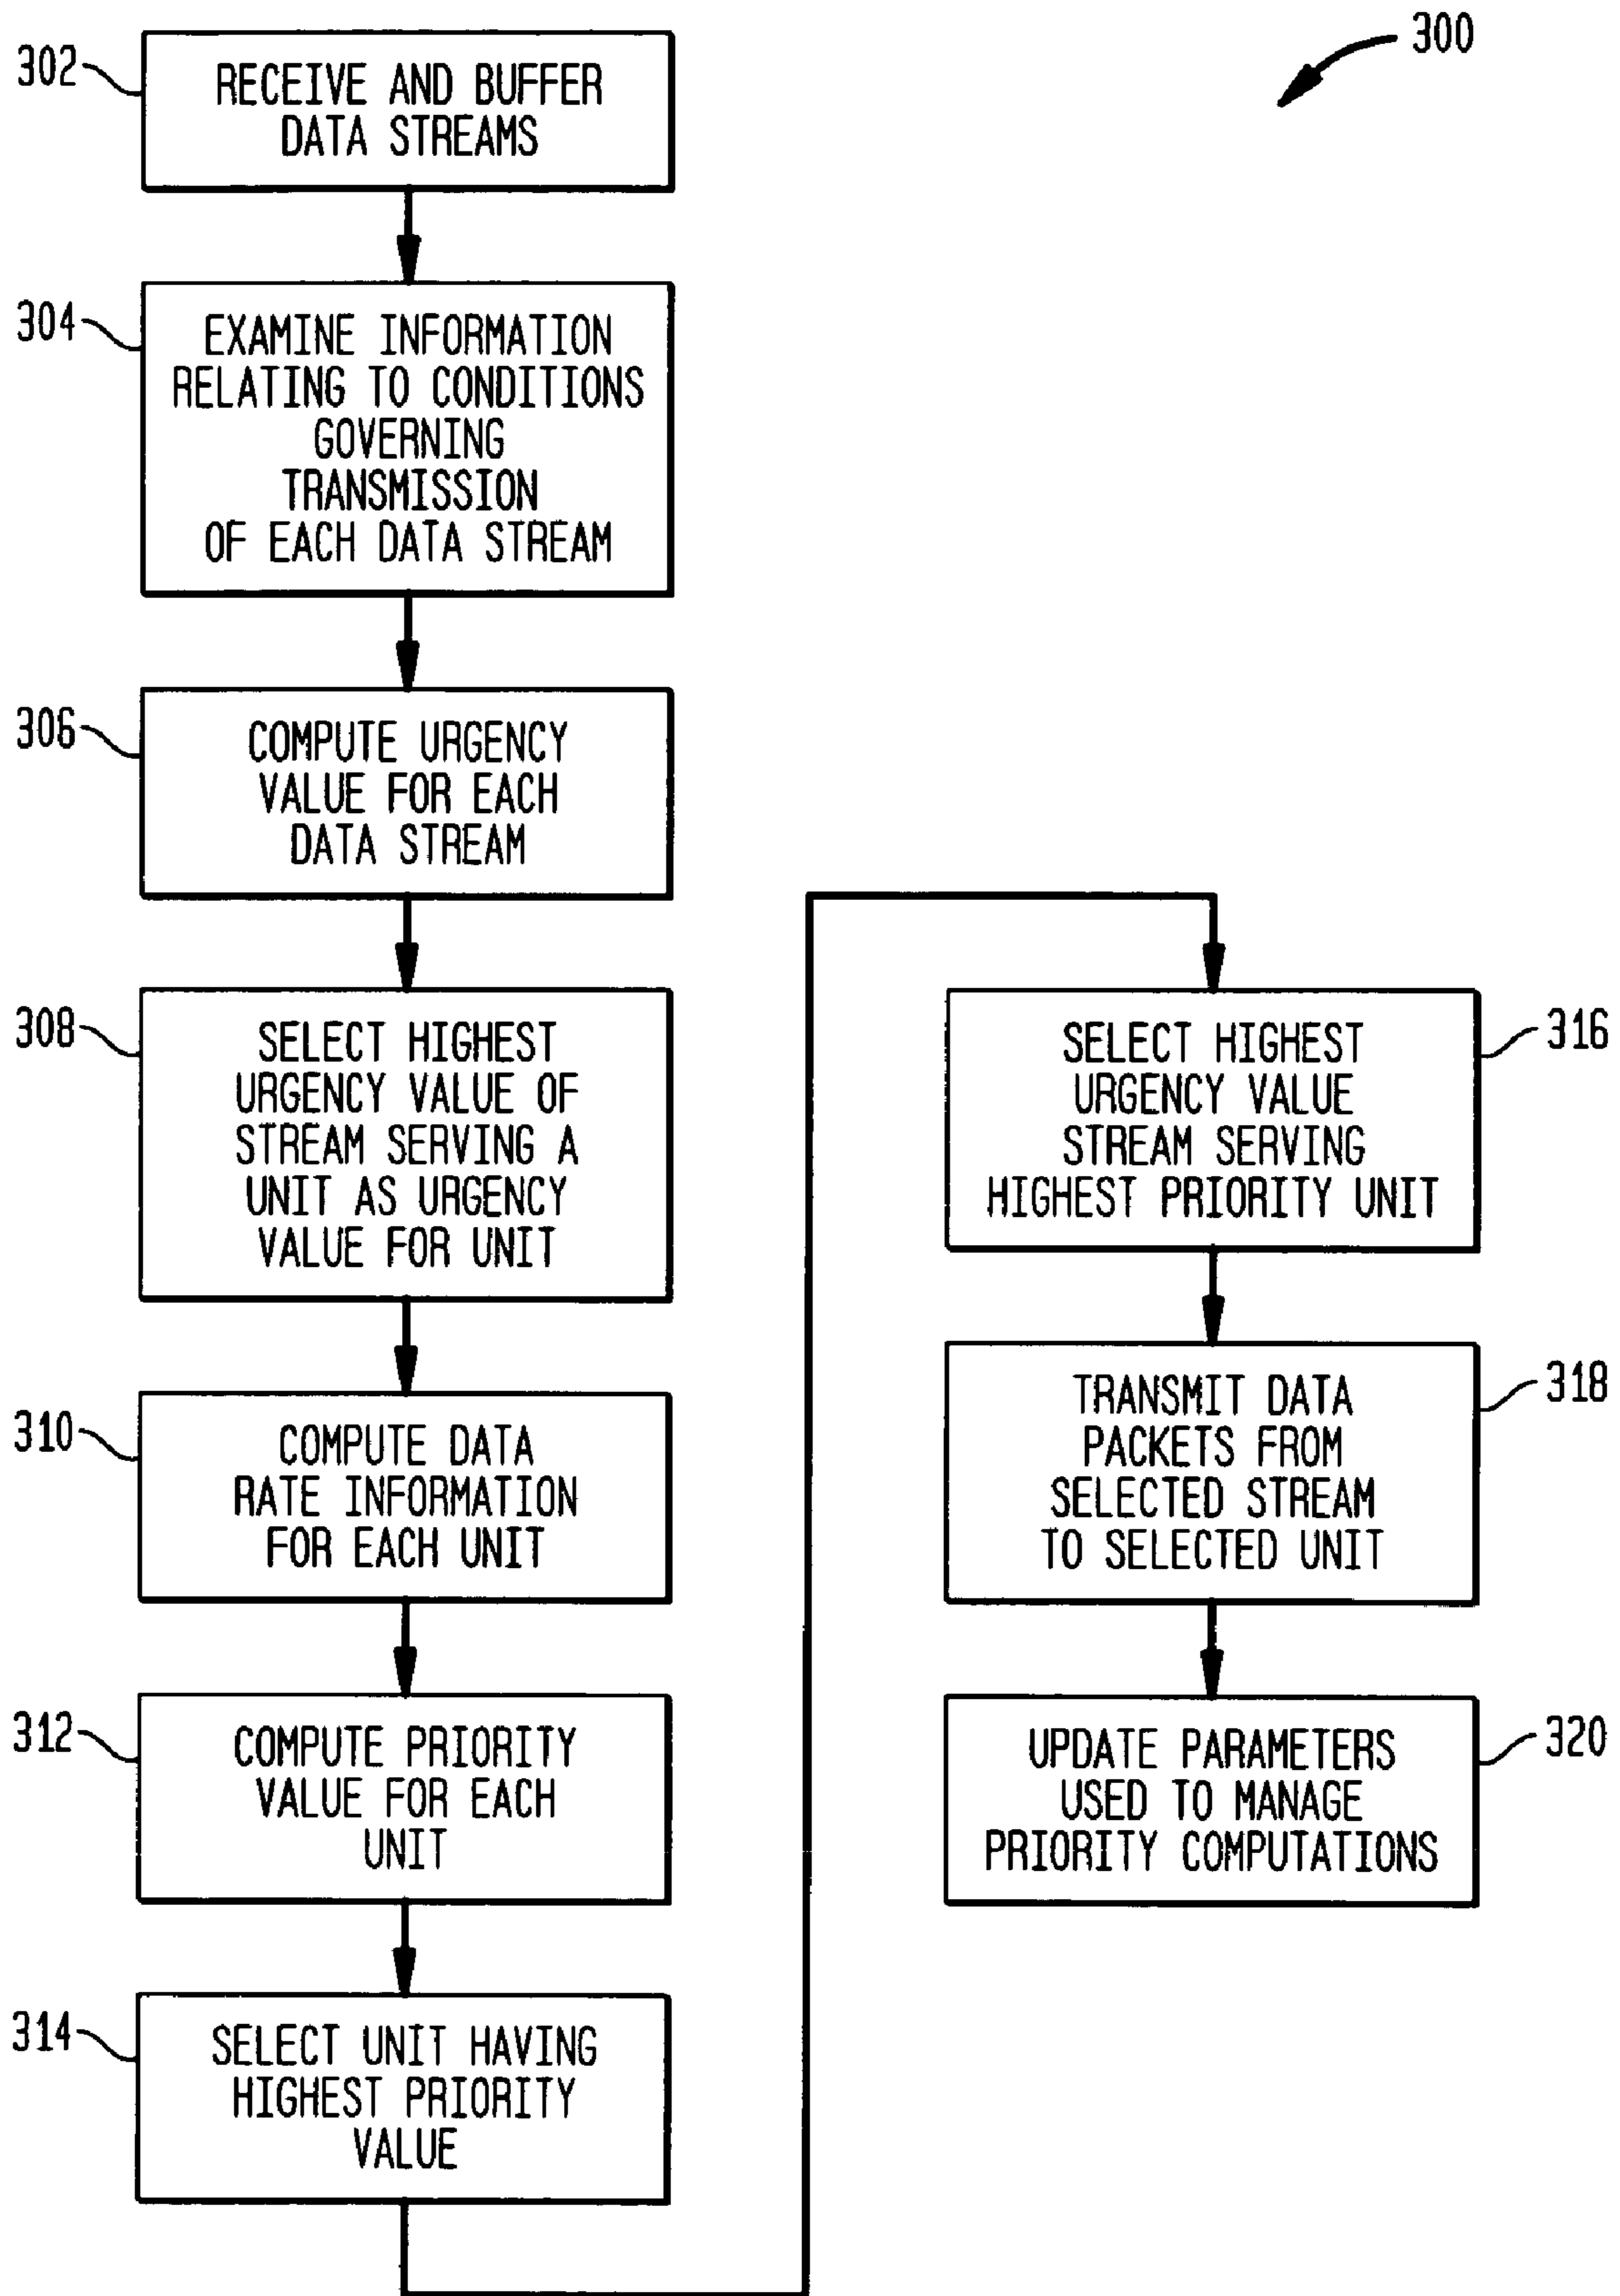 300
302
RECEIVE AND BUFFER
DATA STREAMS
304
EXAMINE INFORMATION
RELATING TO CONDITIONS
GOVERNING
TRANSMISSION
OF EACH DATA STREAM
306
COMPUTE URGENCY
VALUE FOR EACH
DATA STREAM
308
SELECT HIGHEST
URGENCY VALUE OF
STREAM SERVING A
UNIT AS URGENCY
VALUE FOR UNIT
310
COMPUTE DATA
RATE INFORMATION
FOR EACH UNIT
312
COMPUTE PRIORITY
VALUE FOR EACH
UNIT
314
SELECT UNIT HAVING
HIGHEST PRIORITY
VALUE
316
SELECT HIGHEST
URGENCY VALUE
STREAM SERVING
HIGHEST PRIORITY UNIT
318
TRANSMIT DATA
PACKETS FROM
SELECTED STREAM
TO SELECTED UNIT
320
UPDATE PARAMETERS
USED TO MANAGE
PRIORITY COMPUTATIONS